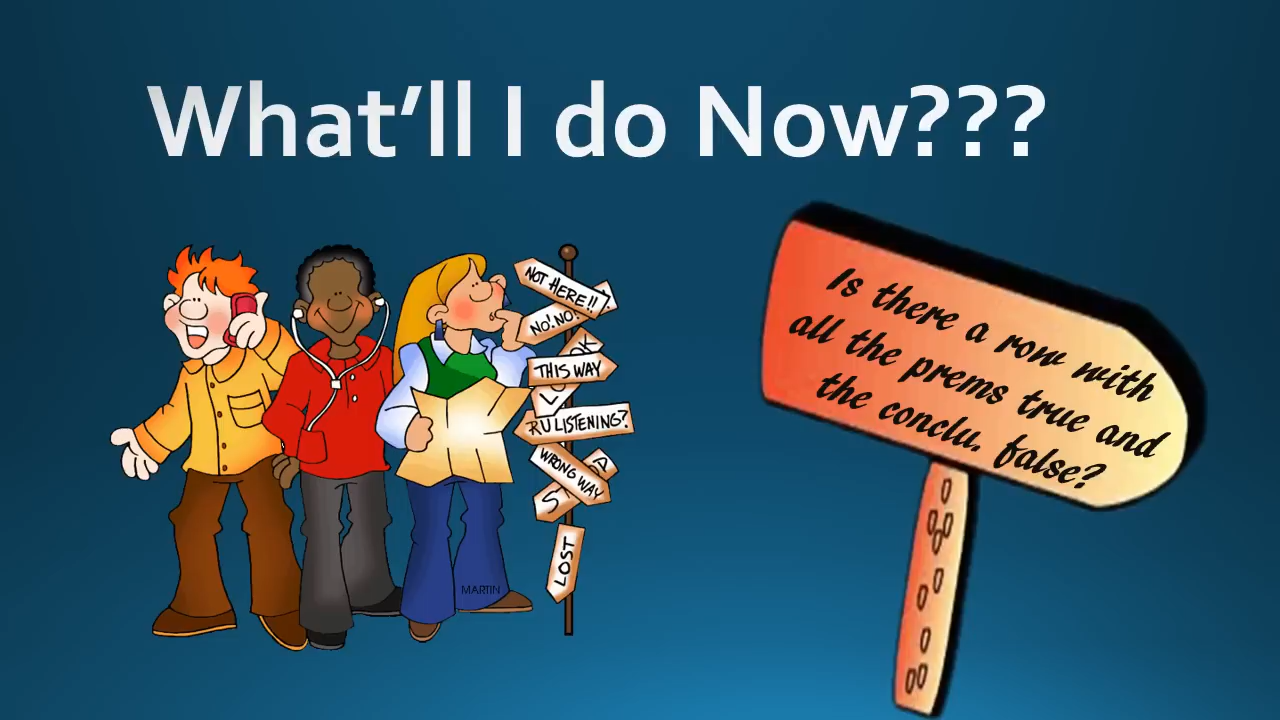 What’ll I do Now???
NOT HERE!!
NO! NO!
OK
THIS WAY
R U LISTENING?
WRONG WAY
LOST
MARTIN
Is there a row with
all the prems true and
the conclu. false?